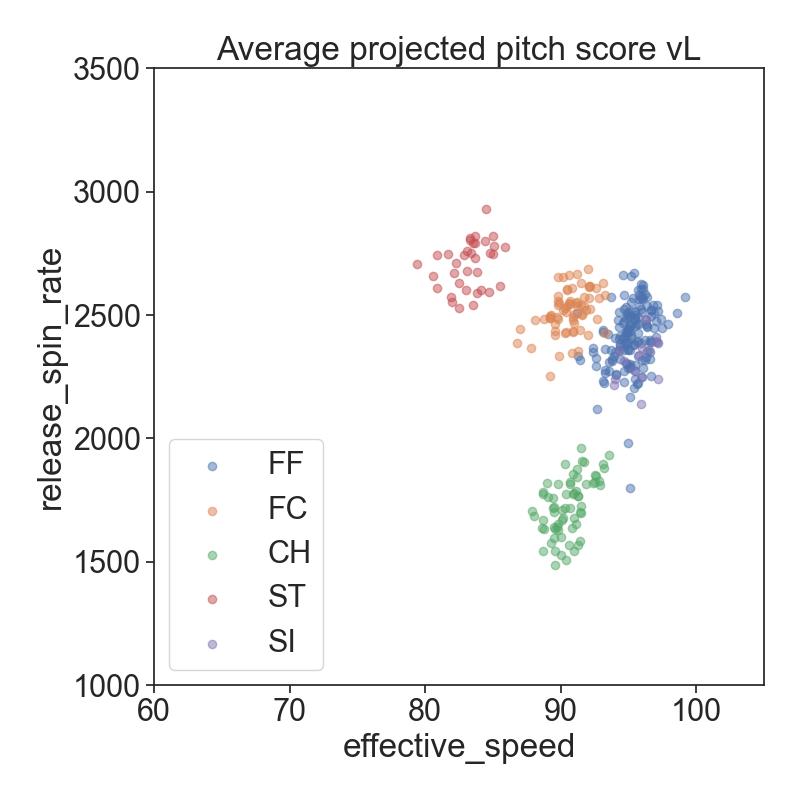 Average projected pitch score vL
release_spin_rate
3500
3000
2500
2000
1500
1000
FF
FC
CH
ST
SI
60
70
80
90
100
effective_speed